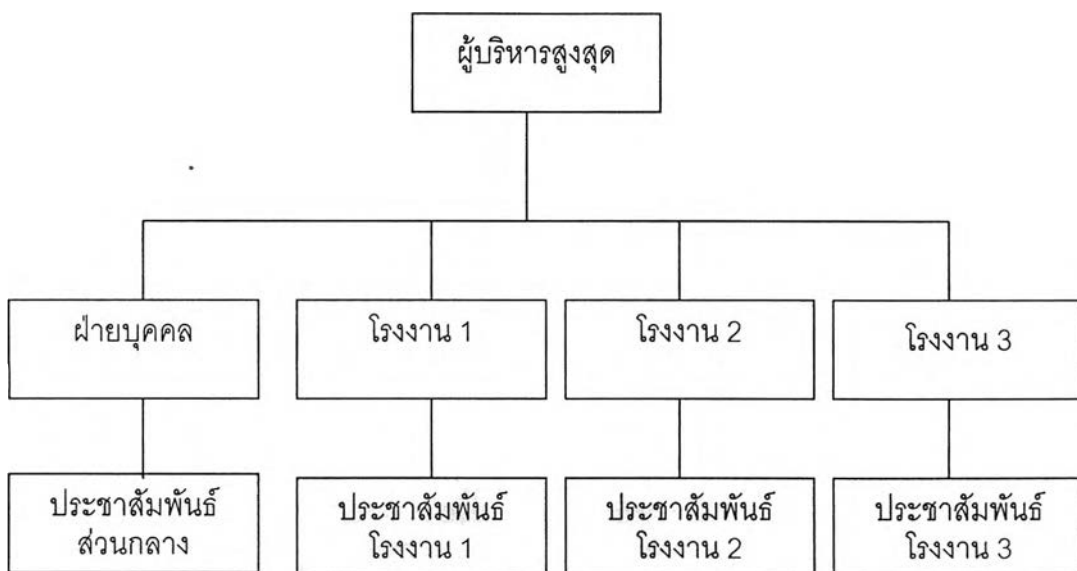 ผู้บริหารสูงสุด
ฝ่ายบุคคล
โรงงาน 1
โรงงาน 2
โรงงาน 3
ประชาสัมพันธ์
ส่วนกลาง
ประชาสัมพันธ์
โรงงาน 1
ประชาสัมพันธ์
โรงงาน 2
ประชาสัมพันธ์
โรงงาน 3